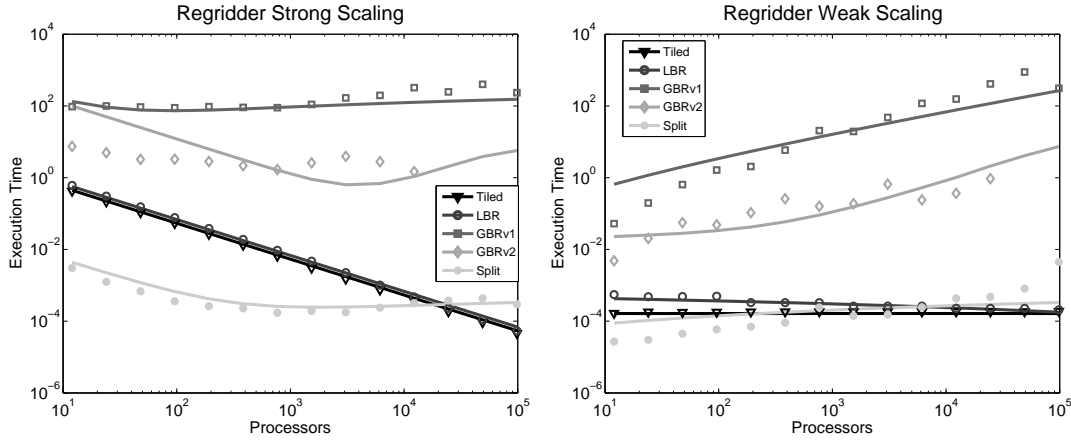 Regridder Strong Scaling
10^4
10^2
10^0
10^-2
10^-4
10^-6
Execution Time
10^1
10^2
10^3
10^4
10^5
Processors
Tiled
LBR
GBRv1
GBRv2
Split
Regridder Weak Scaling
10^4
10^2
10^0
10^-2
10^-4
10^-6
Execution Time
10^1
10^2
10^3
10^4
10^5
Processors
Tiled
LBR
GBRv1
GBRv2
Split